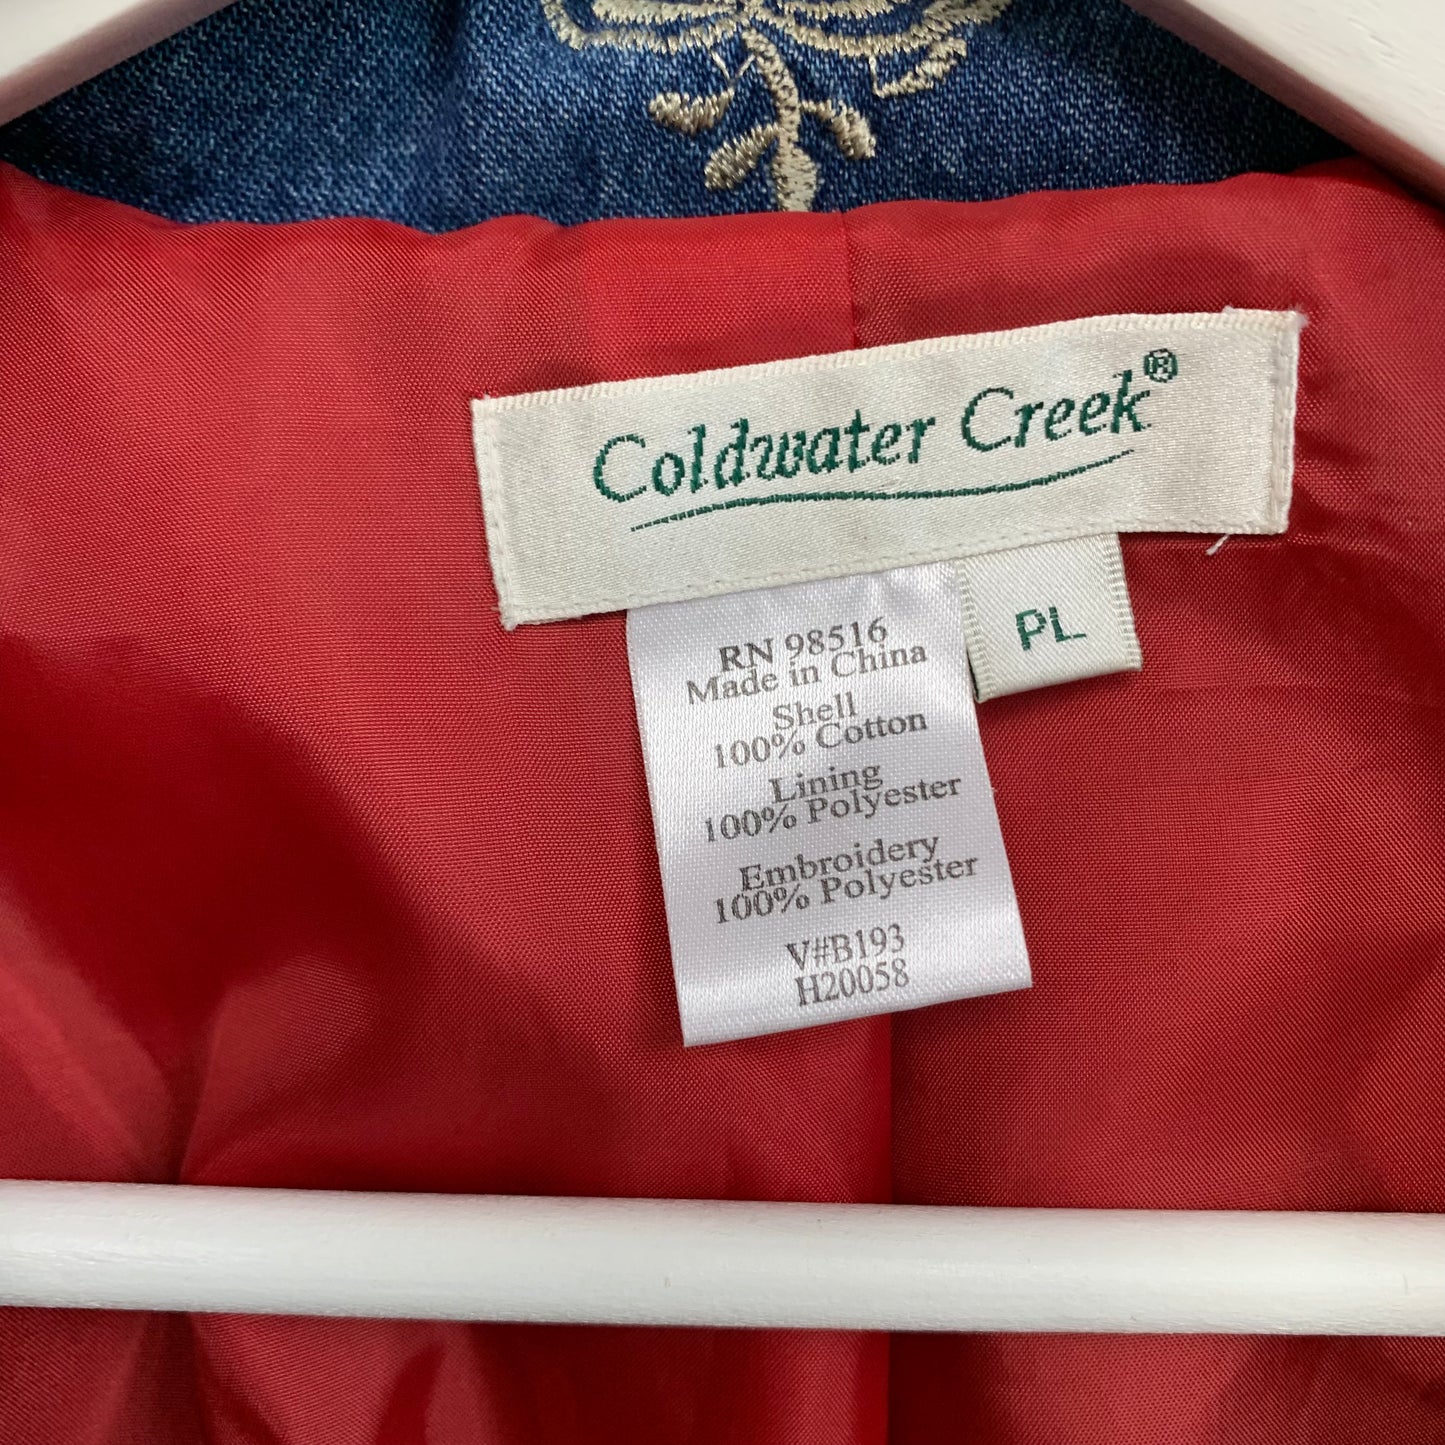 Coldwater Creek®
PL
RN 98516
Made in China
Shell
100% Cotton
Lining
100% Polyester
Embroidery
100% Polyester
V#B193
H20058